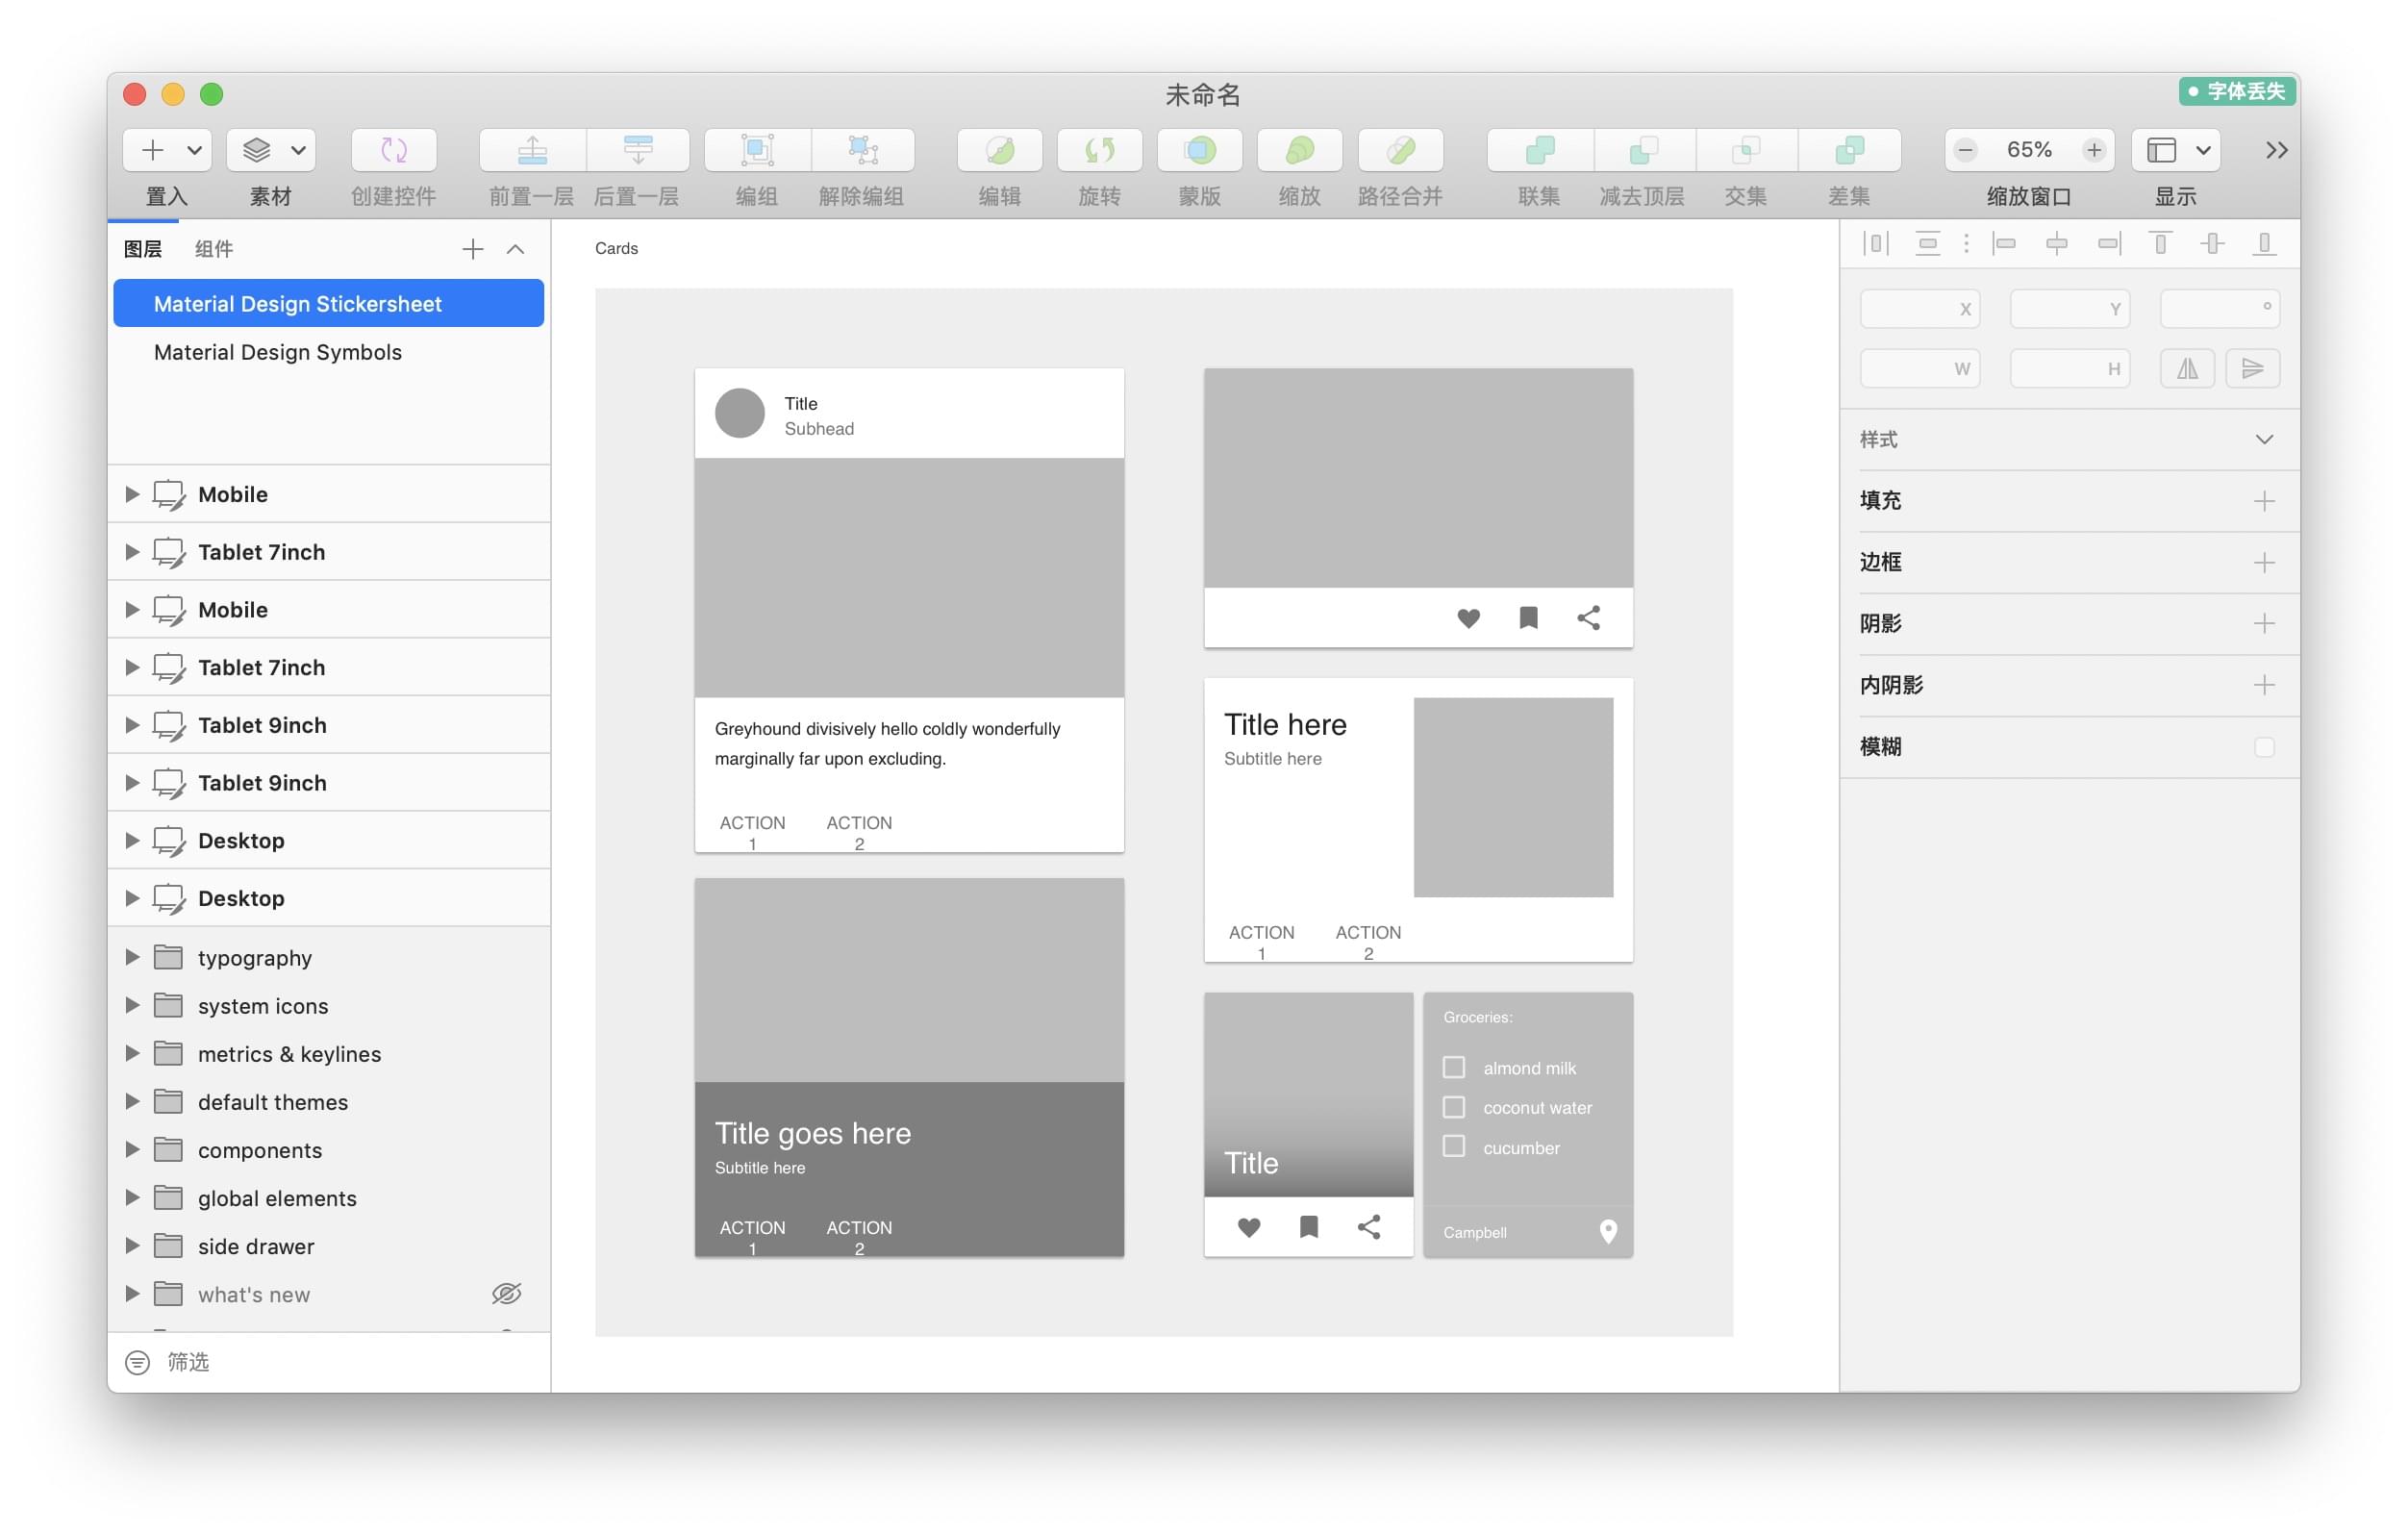 未命名
字体丢失
65%
置入
素材
创建控件
前置一层
后置一层
编组
解除编组
编辑
旋转
蒙版
缩放
路径合并
联集
减去顶层
交集
差集
缩放窗口
显示
图层
组件
Material Design Stickersheet
Material Design Symbols
Mobile
Tablet 7inch
Mobile
Tablet 7inch
Tablet 9inch
Tablet 9inch
Desktop
Desktop
typography
system icons
metrics & keylines
default themes
components
global elements
side drawer
what's new
筛选
Cards
Title
Subhead
Greyhound divisively hello coldly wonderfully
marginally far upon excluding.
ACTION
1
ACTION
2
Title goes here
Subtitle here
ACTION
1
ACTION
2
Title here
Subtitle here
ACTION
1
ACTION
2
Title
Groceries:
almond milk
coconut water
cucumber
Campbell
X
Y
°
W
H
样式
填充
边框
阴影
内阴影
模糊